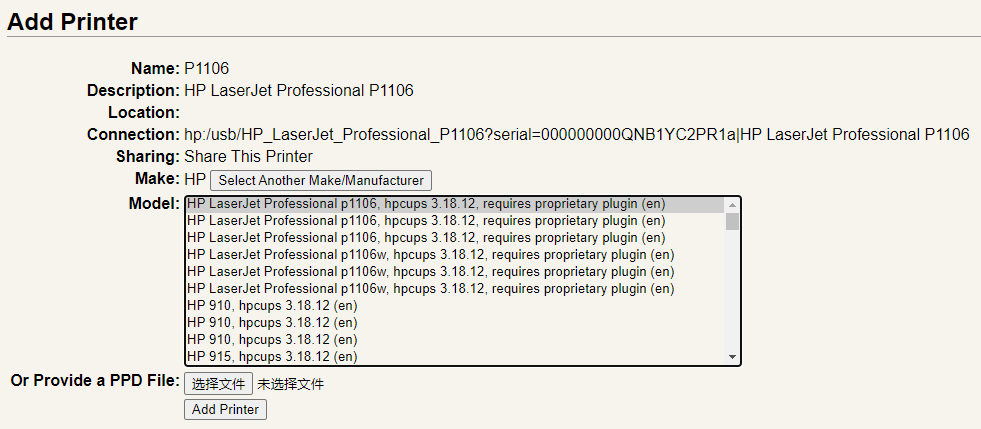 Add Printer
Name: P1106
Description: HP LaserJet Professional P1106
Location:
Connection: hp:/usb/HP_LaserJet_Professional_P1106?serial=000000000QNB1YC2PR1a|HP LaserJet Professional P1106
Sharing: Share This Printer
Make: HP Select Another Make/Manufacturer
Model: HP LaserJet Professional p1106, hpcups 3.18.12, requires proprietary plugin (en)
HP LaserJet Professional p1106, hpcups 3.18.12, requires proprietary plugin (en)
HP LaserJet Professional p1106, hpcups 3.18.12, requires proprietary plugin (en)
HP LaserJet Professional p1106w, hpcups 3.18.12, requires proprietary plugin (en)
HP LaserJet Professional p1106w, hpcups 3.18.12, requires proprietary plugin (en)
HP LaserJet Professional p1106w, hpcups 3.18.12, requires proprietary plugin (en)
HP 910, hpcups 3.18.12 (en)
HP 910, hpcups 3.18.12 (en)
HP 910, hpcups 3.18.12 (en)
HP 915, hpcups 3.18.12 (en)
Or Provide a PPD File: 选择文件 未选择文件
Add Printer